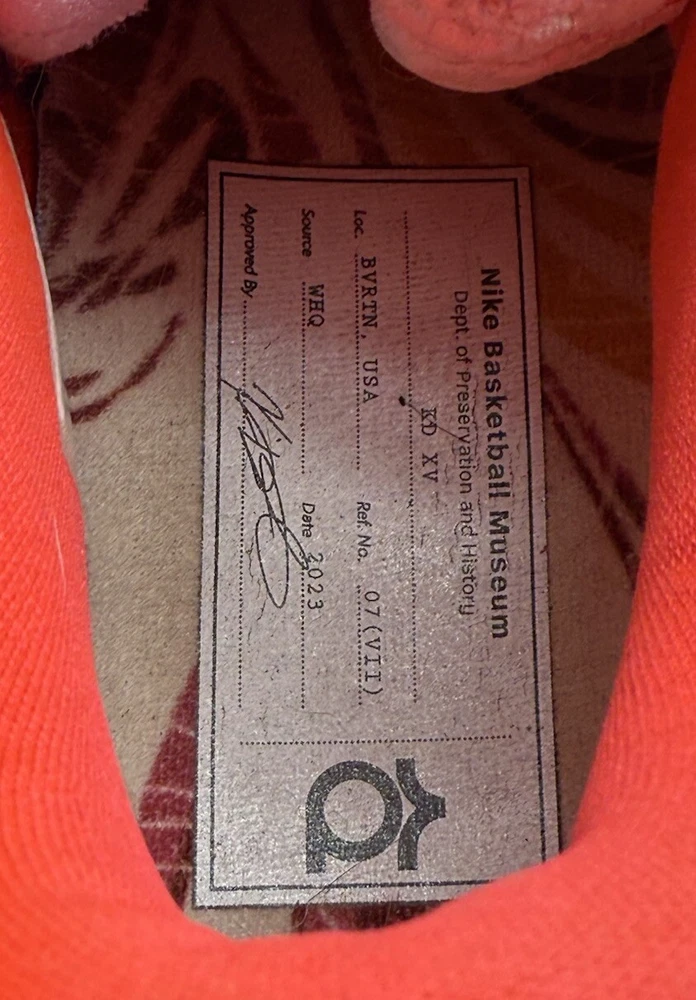 Nike Basketball Museum
Dept. of Preservation and History
KD XV
Loc. BVRTN, USA Ref. No. 07(VII)
Source WHQ Date 2023
Approved By